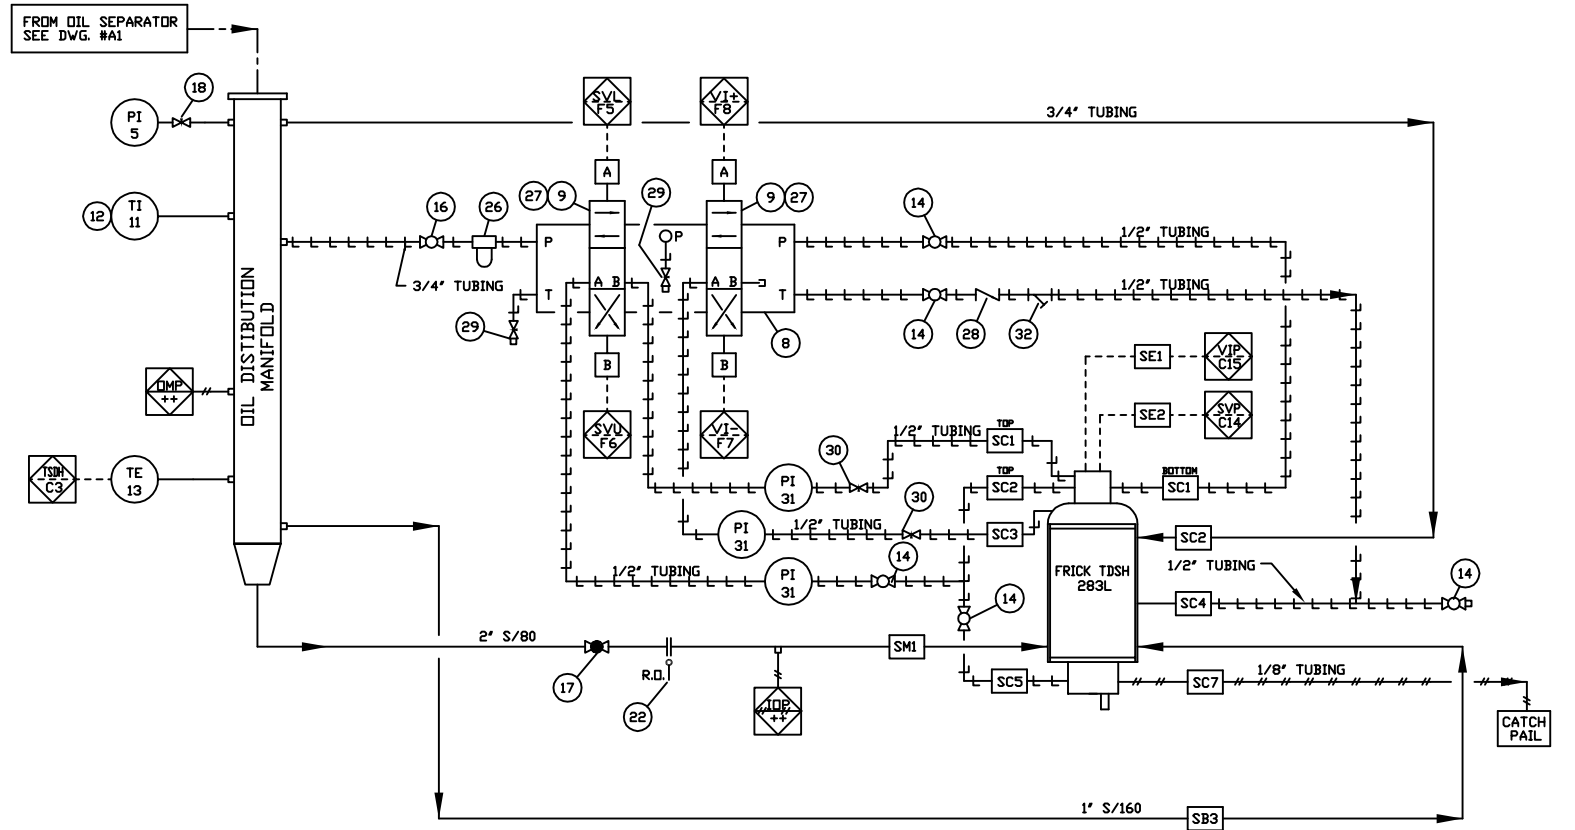 FROM OIL SEPARATOR
SEE DWG. #A1
18
PI
5
SVL
F5
VI+
F8
3/4" TUBING
A
A
12
TI
11
16
26
27
9
29
9
27
14
P
P
P
1/2" TUBING
3/4" TUBING
A B
A B
T
T
1/2" TUBING
29
14
28
32
8
OIL DISTIBUTION
MANIFOLD
B
B
SE1
VIP
C15
OMP
++
SE2
SVP
C14
SVU
F6
VI-
F7
1/2" TUBING
TOP
SC1
30
TSDH
C3
TE
13
TOP
SC2
BOTTOM
SC1
PI
31
30
PI
31
1/2" TUBING
SC3
SC2
14
1/2" TUBING
PI
31
FRICK TDSH
283L
1/2" TUBING
14
14
SC4
2" S/80
SM1
17
R.O.
22
IOP
++
SC5
SC7
1/8" TUBING
CATCH
PAIL
1" S/160
SB3